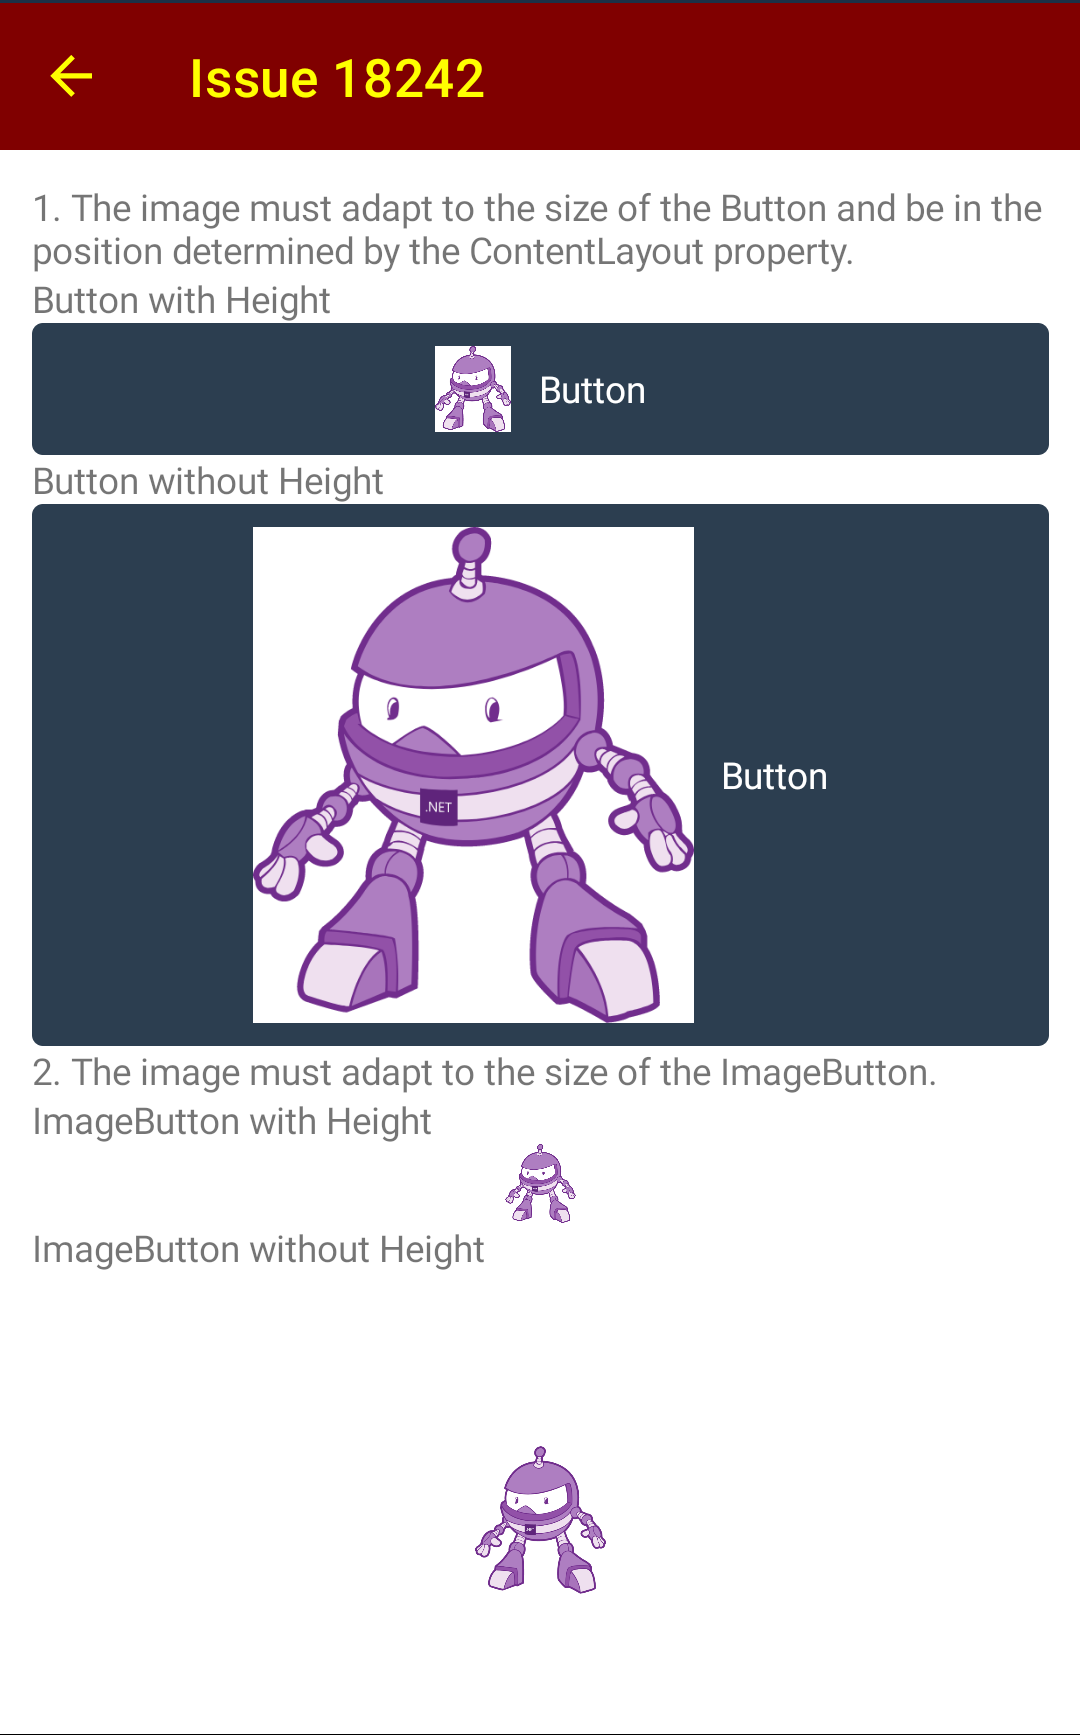 Issue 18242
1. The image must adapt to the size of the Button and be in the
position determined by the ContentLayout property.
Button with Height
Button
Button without Height
.NET
Button
2. The image must adapt to the size of the ImageButton.
ImageButton with Height
ImageButton without Height